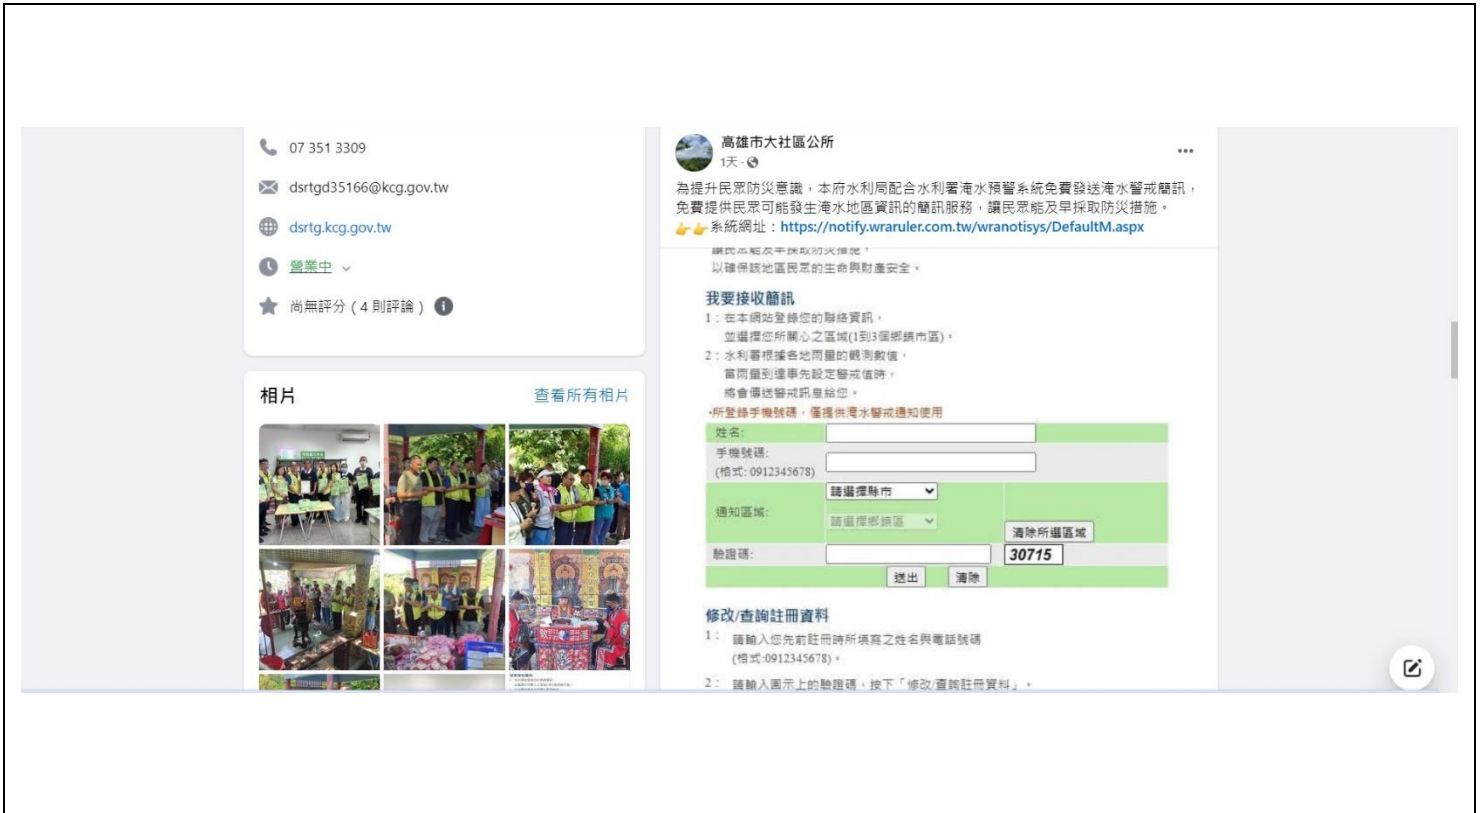 07 351 3309
dsrtgd35166@kcg.gov.tw
dsrtg.kcg.gov.tw
營業中
尚無評分（4 則評論）
相片
查看所有相片
高雄市大社區公所
1天
為提升民眾防災意識，本府水利局配合水利署淹水預警系統免費發送淹水警戒簡訊，
免費提供民眾可能發生淹水地區資訊的簡訊服務，讓民眾能及早採取防災措施。
👉👉系統網址：https://notify.wraruler.com.tw/wranotisys/DefaultM.aspx
讓民眾能及早採取防災措施，
以確保該地區民眾的生命與財產安全。
我要接收簡訊
1：在本網站登錄您的聯絡資訊，
並選擇您所關心之區域(1到3個鄉鎮市區)。
2：水利署根據各地雨量的觀測數值，
當雨量到達事先設定警戒值時，
將會傳送警戒訊息給您。
•所登錄手機號碼，僅提供淹水警戒通知使用
姓名:
手機號碼:
(格式: 0912345678)
通知區域:
請選擇縣市
請選擇鄉鎮區
清除所選區域
驗證碼:
30715
送出
清除
修改/查詢註冊資料
1： 請輸入您先前註冊時所填寫之姓名與電話號碼
(格式:0912345678)。
2： 請輸入圖示上的驗證碼，按下「修改/查詢註冊資料」。